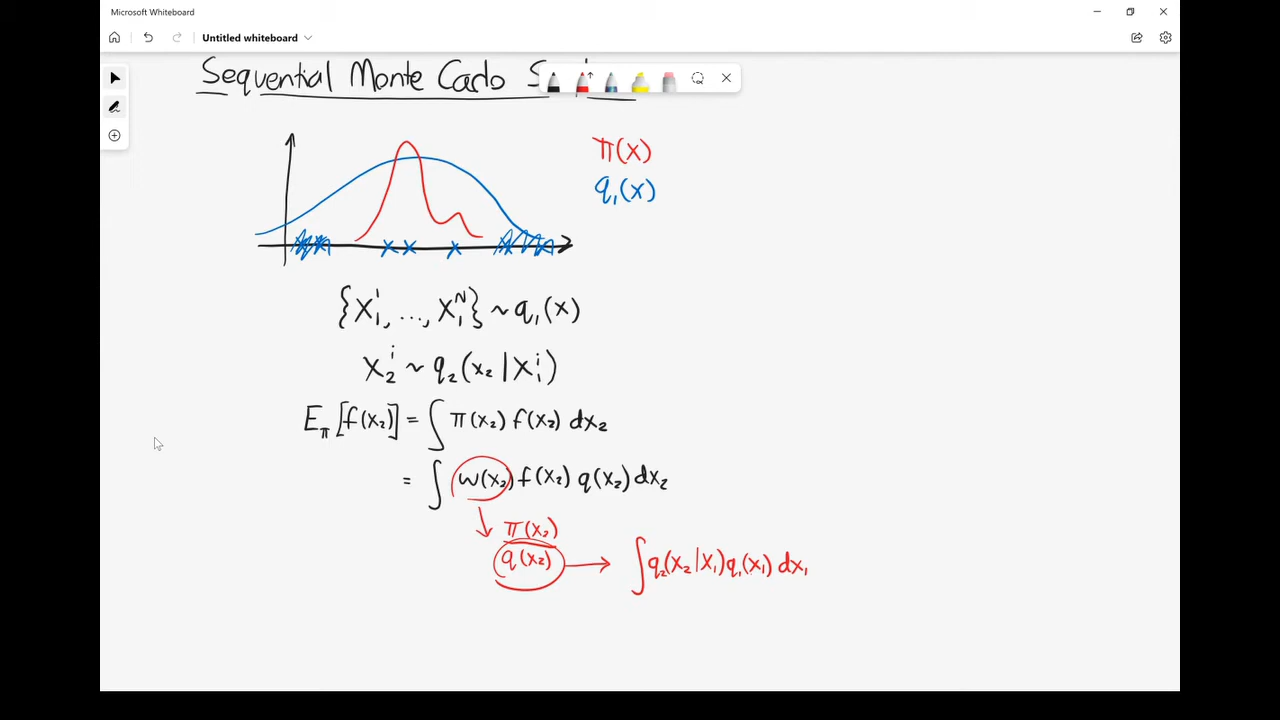 Microsoft Whiteboard
Untitled whiteboard
Sequential Monte Carlo
π(x)
q₁(x)
{x₁¹, ..., x₁ᴺ} ~ q₁(x)
x₂ⁱ ~ q₂(x₂|x₁ⁱ)
E_π[f(x₂)] = ∫ π(x₂) f(x₂) dx₂
= ∫ w(x₂) f(x₂) q(x₂) dx₂
π(x₂)
q(x₂) → ∫ q₂(x₂|x₁) q₁(x₁) dx₁